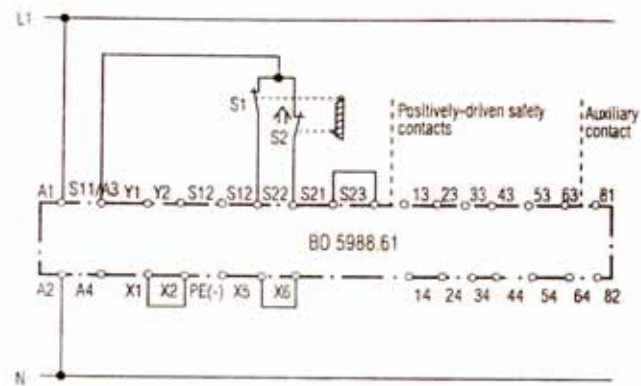 L1
S1
S2
Positively-driven safety
contacts
Auxiliary
contact
A1 S11/A3 Y1 Y2 S12 S12 S22 S21 S23 13 23 33 43 53 63 81
BD 5988.61
A2 A4 X1 X2 PE(-) X5 X6 14 24 34 44 54 64 82
N